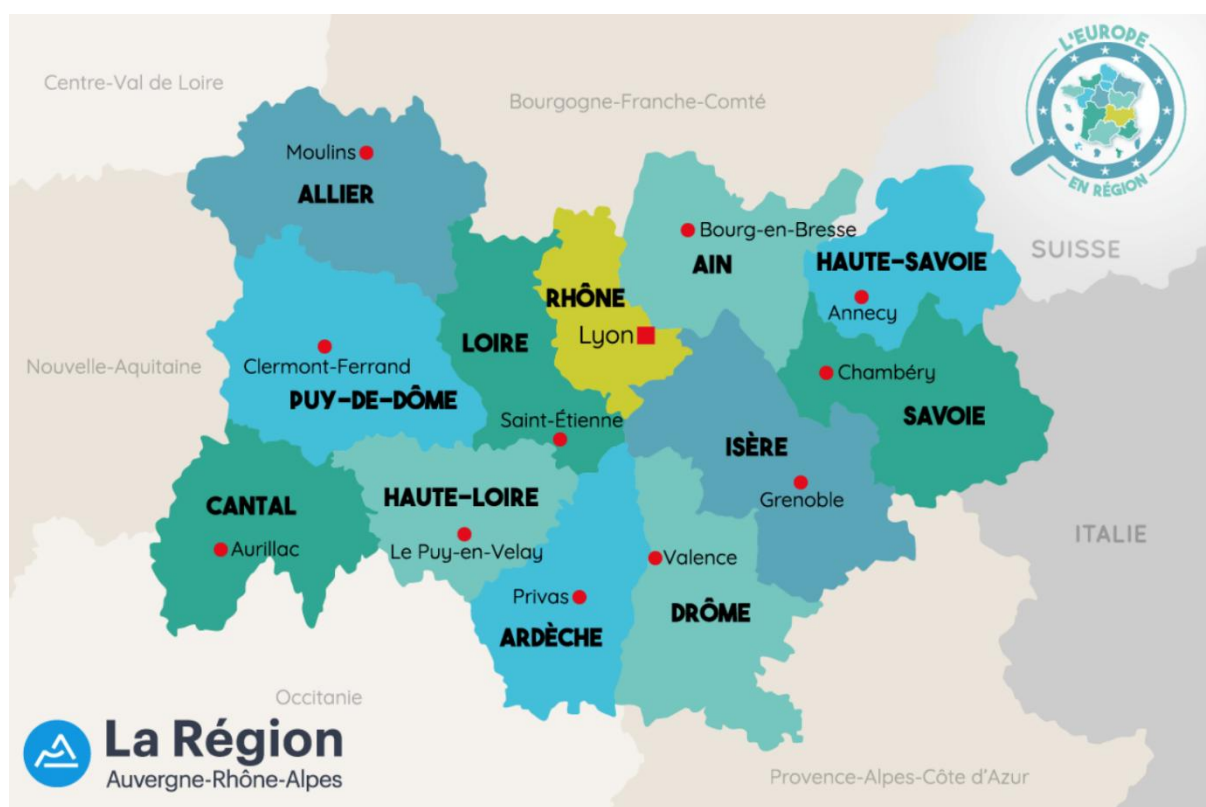 L'EUROPE
EN RÉGION
Centre-Val de Loire
Bourgogne-Franche-Comté
Moulins
ALLIER
Bourg-en-Bresse
AIN
HAUTE-SAVOIE
SUISSE
RHÔNE
Annecy
Lyon
LOIRE
Nouvelle-Aquitaine
Clermont-Ferrand
Chambéry
PUY-DE-DÔME
SAVOIE
Saint-Étienne
ISÈRE
HAUTE-LOIRE
Grenoble
CANTAL
ITALIE
Aurillac
Le Puy-en-Velay
Valence
Privas
DRÔME
ARDÈCHE
Occitanie
La Région
Auvergne-Rhône-Alpes
Provence-Alpes-Côte d'Azur